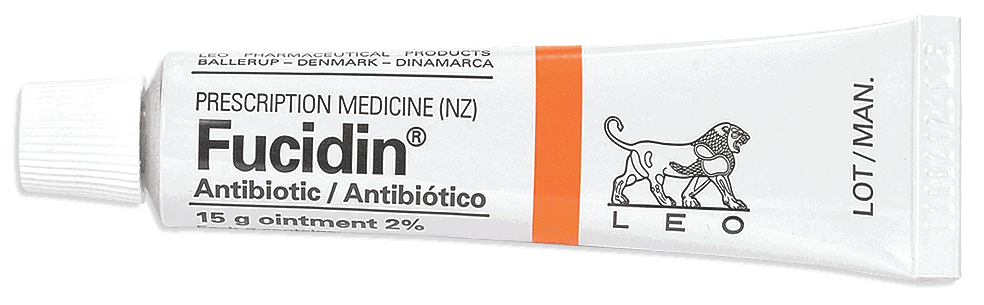 LEO PHARMACEUTICAL PRODUCTS
BALLERUP – DENMARK – DINAMARCA
PRESCRIPTION MEDICINE (NZ)
Fucidin®
Antibiotic / Antibiótico
15 g ointment 2%
LEO
LOT/MAN.